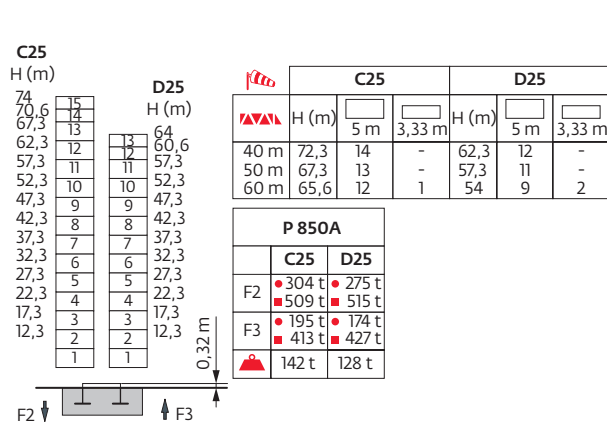 C25
H (m)
74
70,6
67,3
62,3
57,3
52,3
47,3
42,3
37,3
32,3
27,3
22,3
17,3
12,3
15
14
13
12
11
10
9
8
7
6
5
4
3
2
1
D25
H (m)
13
12
11
10
9
8
7
6
5
4
3
2
1
64
60,6
57,3
52,3
47,3
42,3
37,3
32,3
27,3
22,3
17,3
12,3
0,32 m
F2
F3
C25 D25
H (m) 5 m 3,33 m H (m) 5 m 3,33 m
40 m 72,3 14 - 62,3 12 -
50 m 67,3 13 - 57,3 11 -
60 m 65,6 12 1 54 9 2
P 850A
C25 D25
F2 304 t 275 t
509 t 515 t
F3 195 t 174 t
413 t 427 t
142 t 128 t